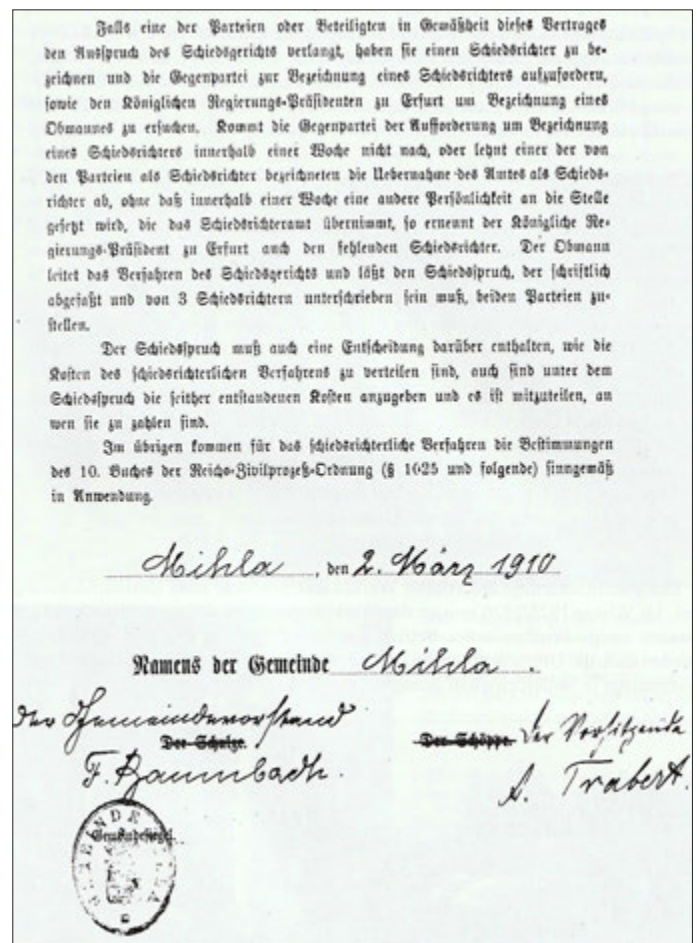 Falls eine der Parteien oder Beteiligten in Gemäßheit dieses Vertrages
den Ausspruch des Schiedsgerichts verlangt, haben sie einen Schiedsrichter zu be-
zeichnen und die Gegenpartei zur Bezeichnung eines Schiedsrichters aufzufordern,
sowie den Königlichen Regierungs-Präsidenten zu Erfurt um Bezeichnung eines
Obmannes zu ersuchen. Kommt die Gegenpartei der Aufforderung um Bezeichnung
eines Schiedsrichters innerhalb einer Woche nicht nach, oder lehnt einer der von
den Parteien als Schiedsrichter bezeichneten die Uebernahme des Amtes als Schieds-
richter ab, ohne daß innerhalb einer Woche eine andere Persönlichkeit an die Stelle
gesetzt wird, die das Schiedsrichteramt übernimmt, so ernennt der Königliche Re-
gierungs-Präsident zu Erfurt auch den fehlenden Schiedsrichter. Der Obmann
leitet das Verfahren des Schiedsgerichts und läßt den Schiedsspruch, der schriftlich
abgefaßt und von 3 Schiedsrichtern unterschrieben sein muß, beiden Parteien zu-
stellen.
Der Schiedsspruch muß auch eine Entscheidung darüber enthalten, wie die
Kosten des schiedsrichterlichen Verfahrens zu verteilen sind, auch sind unter dem
Schiedsspruch die seither entstandenen Kosten anzugeben und es ist mitzuteilen, an
wen sie zu zahlen sind.
Im übrigen kommen für das schiedsrichterliche Verfahren die Bestimmungen
des 10. Buches der Reichs-Zivilprozeß-Ordnung (§ 1025 und folgende) sinngemäß
in Anwendung.
Mihla, den 2. März 1910
Namens der Gemeinde Mihla
Der Gemeindevorstand
Der Schulze.
F. Baumbach.
Der Schöppe. Der Vorsitzende
A. Trabert.
Gemeindesiegel.
GEMEINDE MIHLA